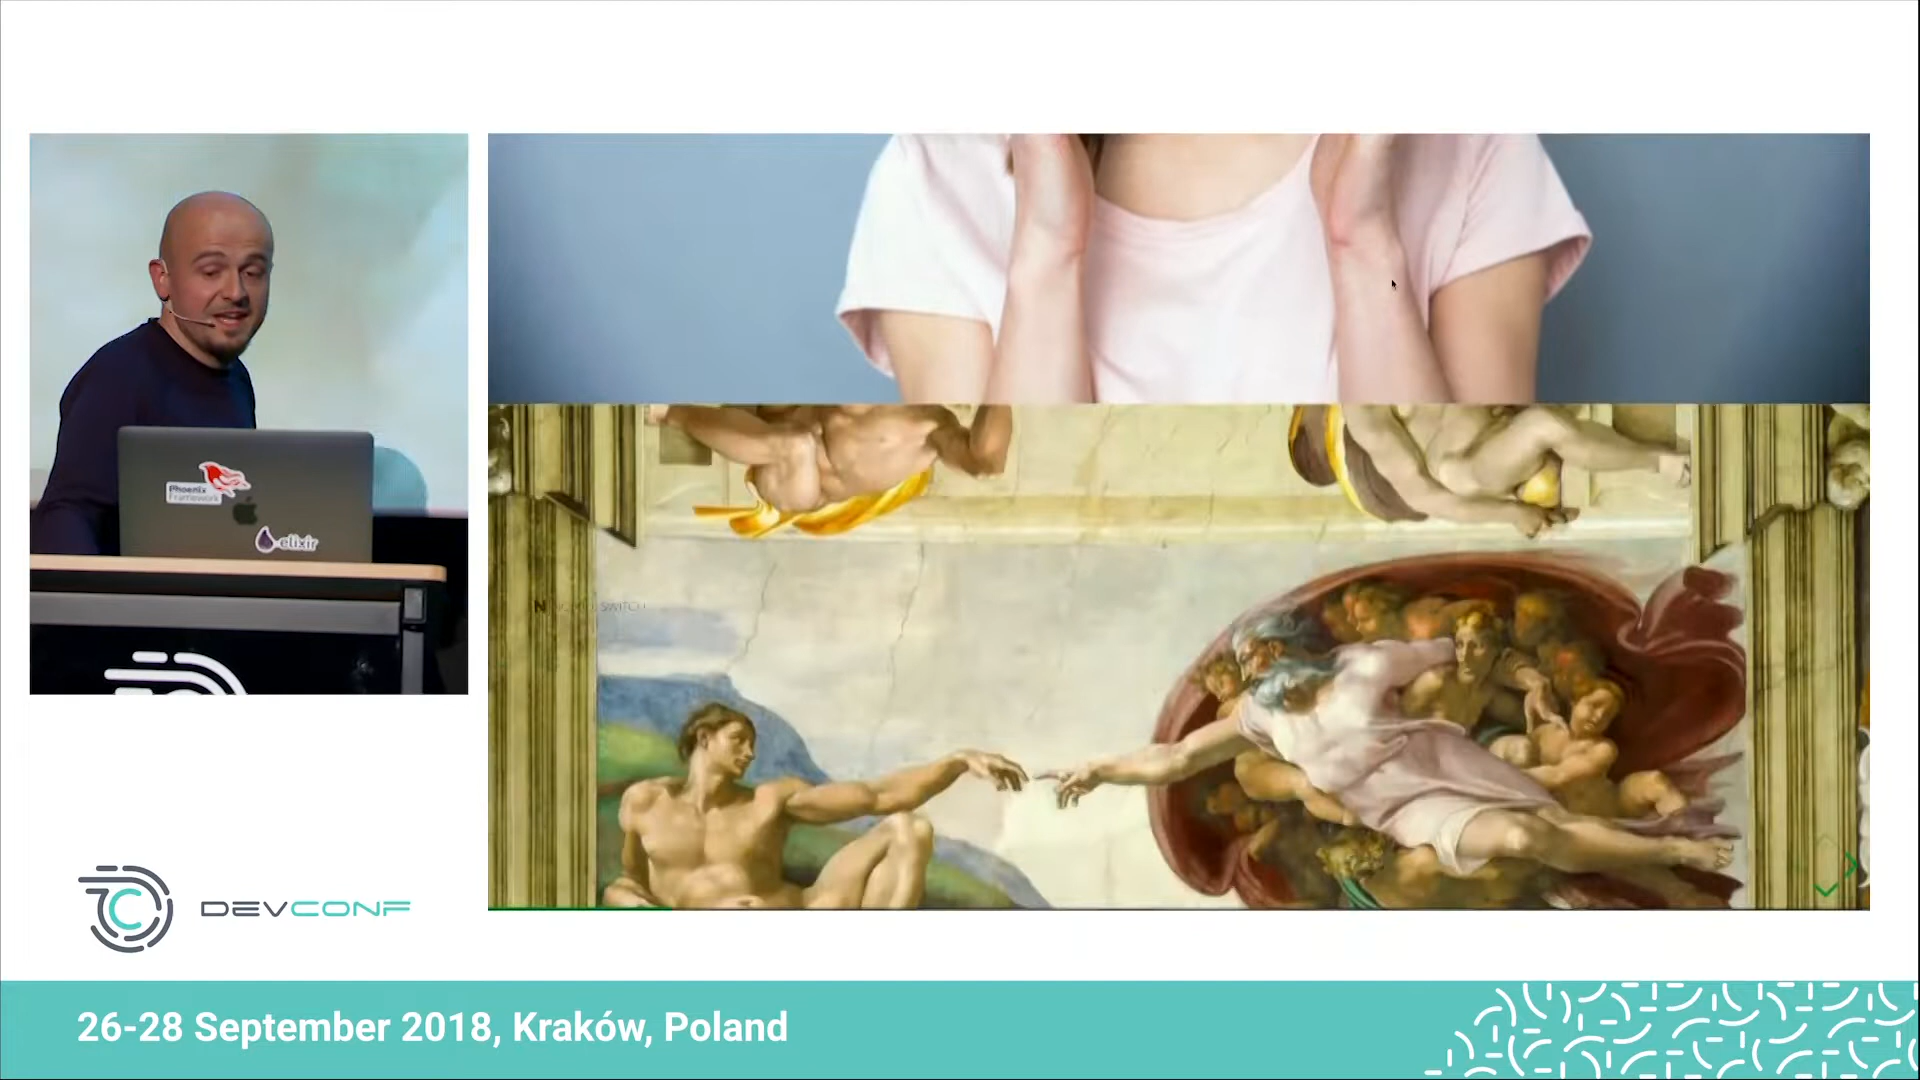 Phoenix
Framework
elixir
DEVCONF
26-28 September 2018, Kraków, Poland